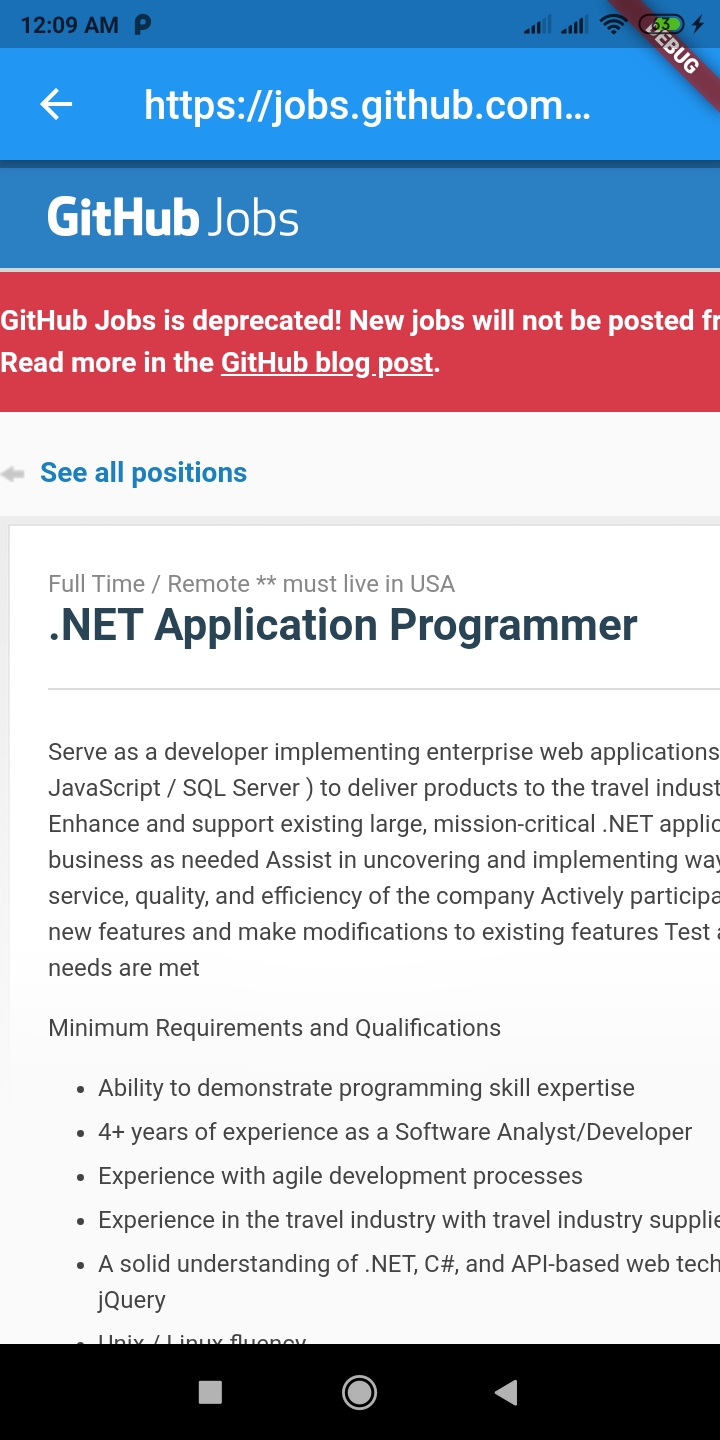 12:09 AM
63
DEBUG
https://jobs.github.com…
GitHub Jobs
GitHub Jobs is deprecated! New jobs will not be posted fr
Read more in the GitHub blog post.
See all positions
Full Time / Remote ** must live in USA
.NET Application Programmer
Serve as a developer implementing enterprise web applications
JavaScript / SQL Server ) to deliver products to the travel indust
Enhance and support existing large, mission-critical .NET applic
business as needed Assist in uncovering and implementing way
service, quality, and efficiency of the company Actively participa
new features and make modifications to existing features Test a
needs are met
Minimum Requirements and Qualifications
• Ability to demonstrate programming skill expertise
• 4+ years of experience as a Software Analyst/Developer
• Experience with agile development processes
• Experience in the travel industry with travel industry supplie
• A solid understanding of .NET, C#, and API-based web tech
jQuery
• Unix / Linux fluency